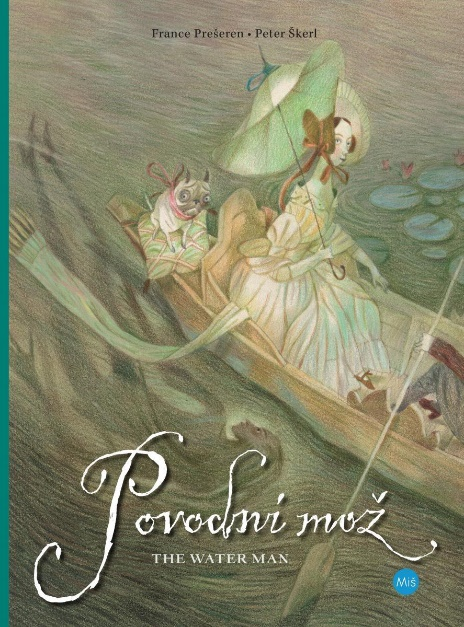 France Prešeren • Peter Škerl
Povodni mož
THE WATER MAN
Miš